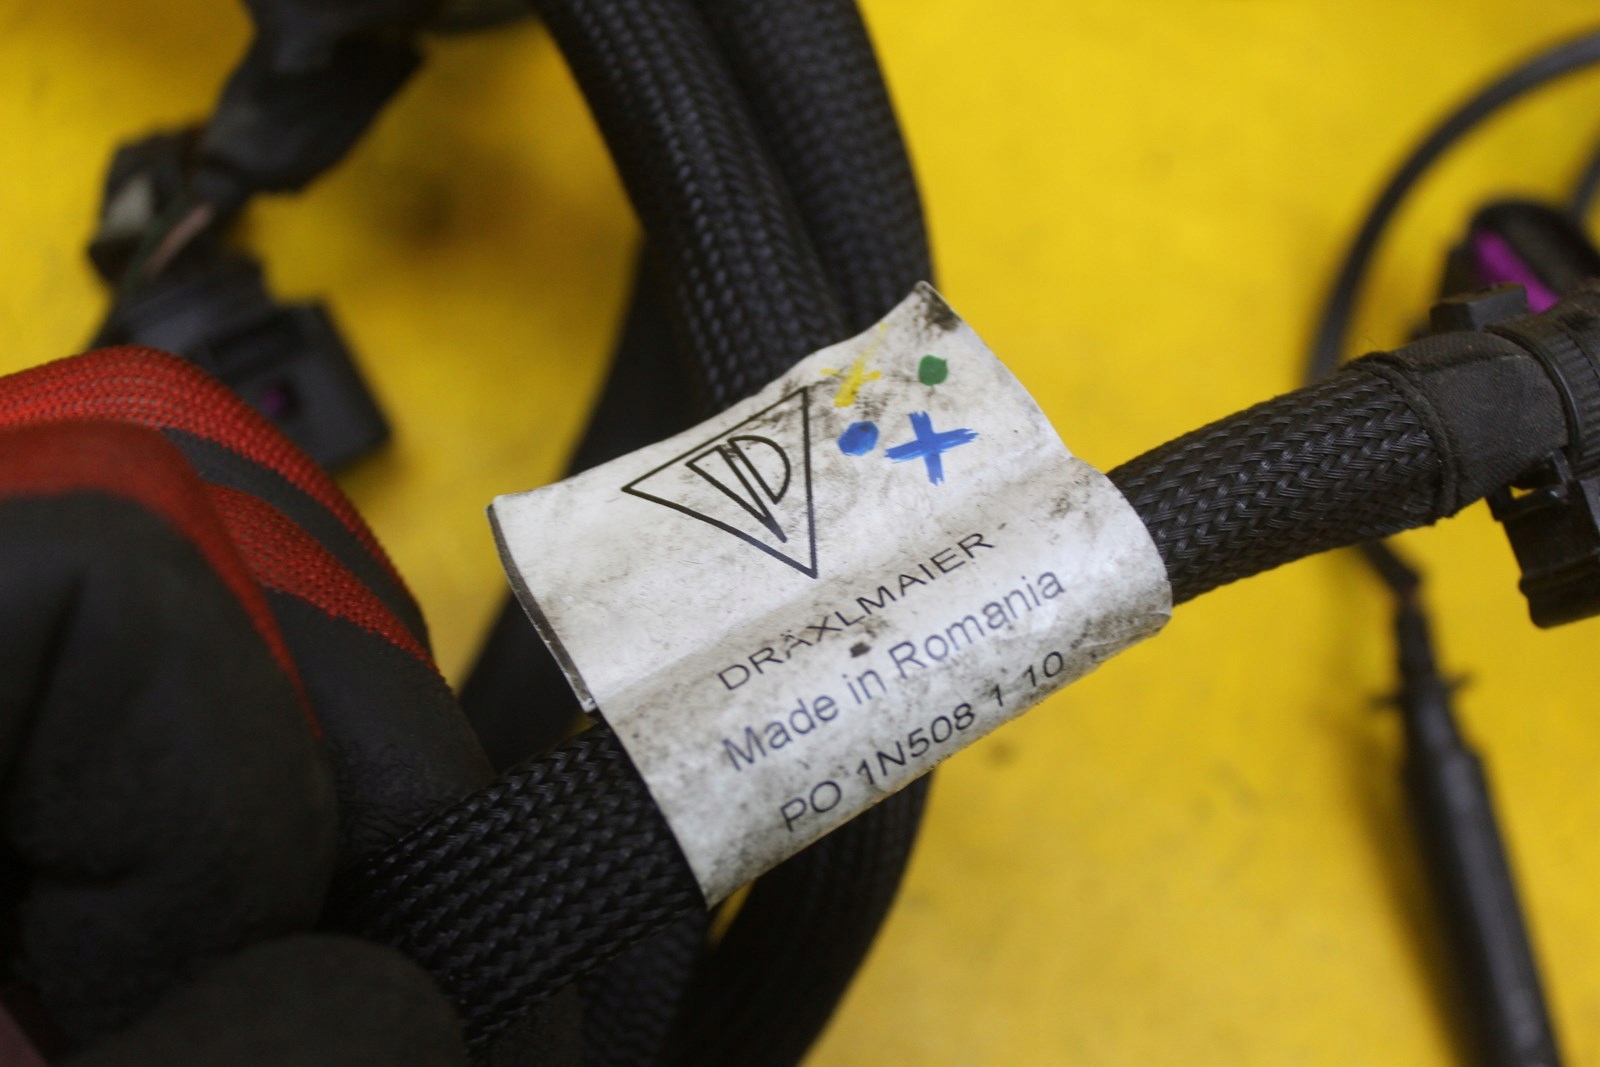 DRÄXLMAIER
Made in Romania
PO 1N508 1 10